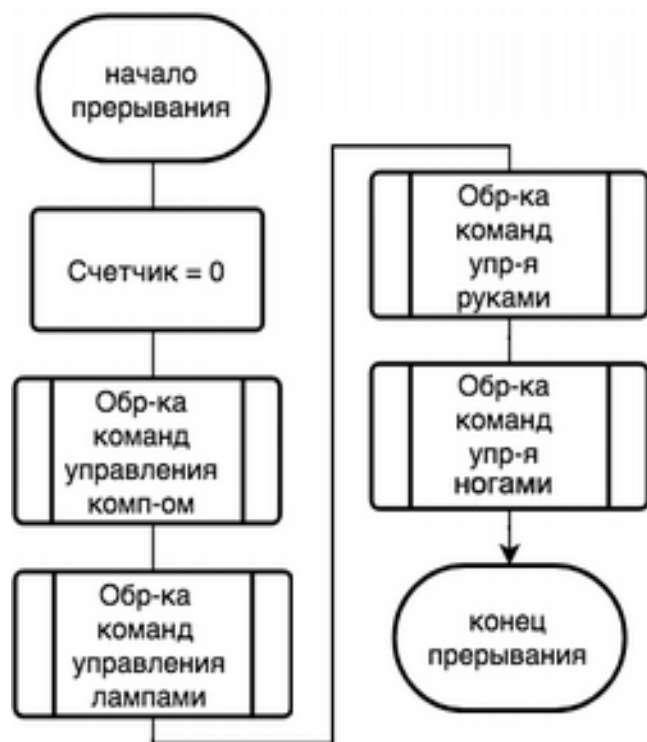 начало
прерывания
Счетчик = 0
Обр-ка
команд
управления
комп-ом
Обр-ка
команд
управления
лампами
Обр-ка
команд
упр-я
руками
Обр-ка
команд
упр-я
ногами
конец
прерывания